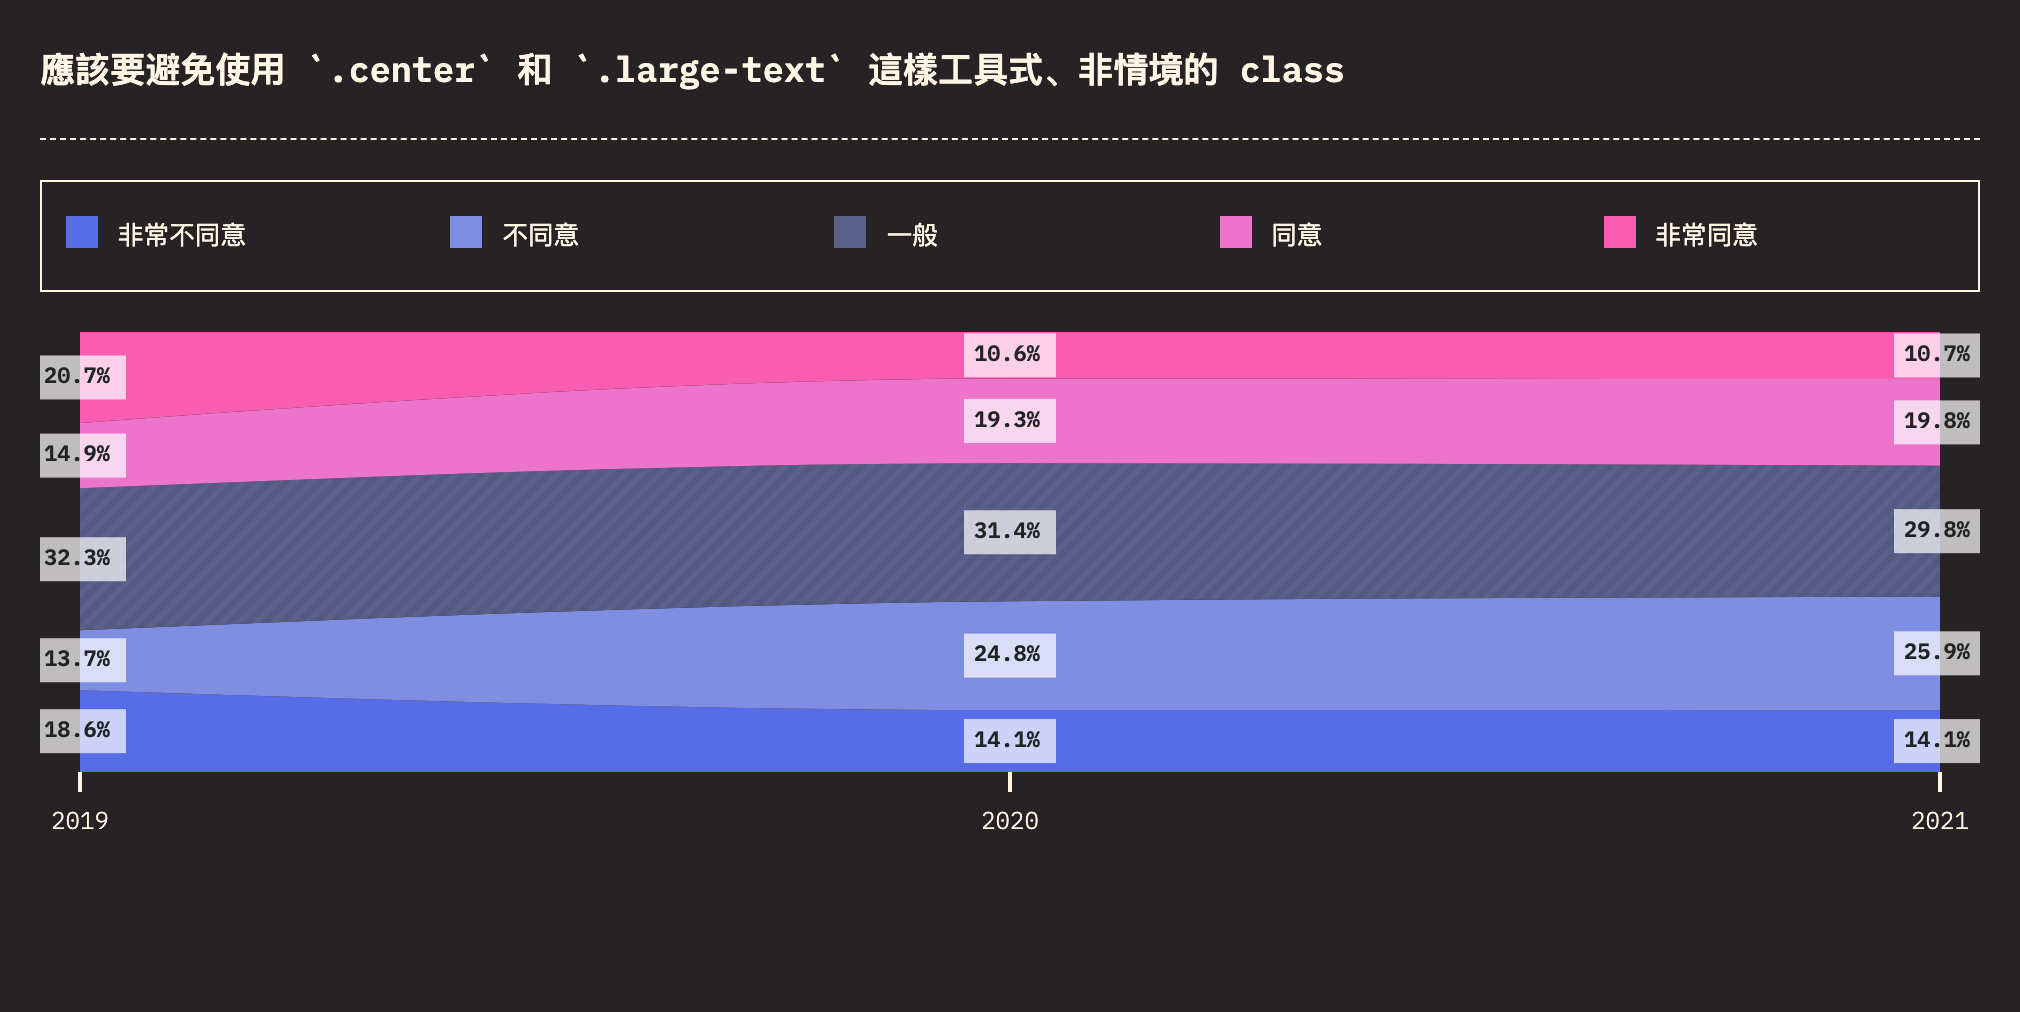 應該要避免使用 `.center` 和 `.large-text` 這樣工具式、非情境的 class
非常不同意 不同意 一般 同意 非常同意
20.7% 10.6% 10.7%
14.9% 19.3% 19.8%
32.3% 31.4% 29.8%
13.7% 24.8% 25.9%
18.6% 14.1% 14.1%
2019 2020 2021